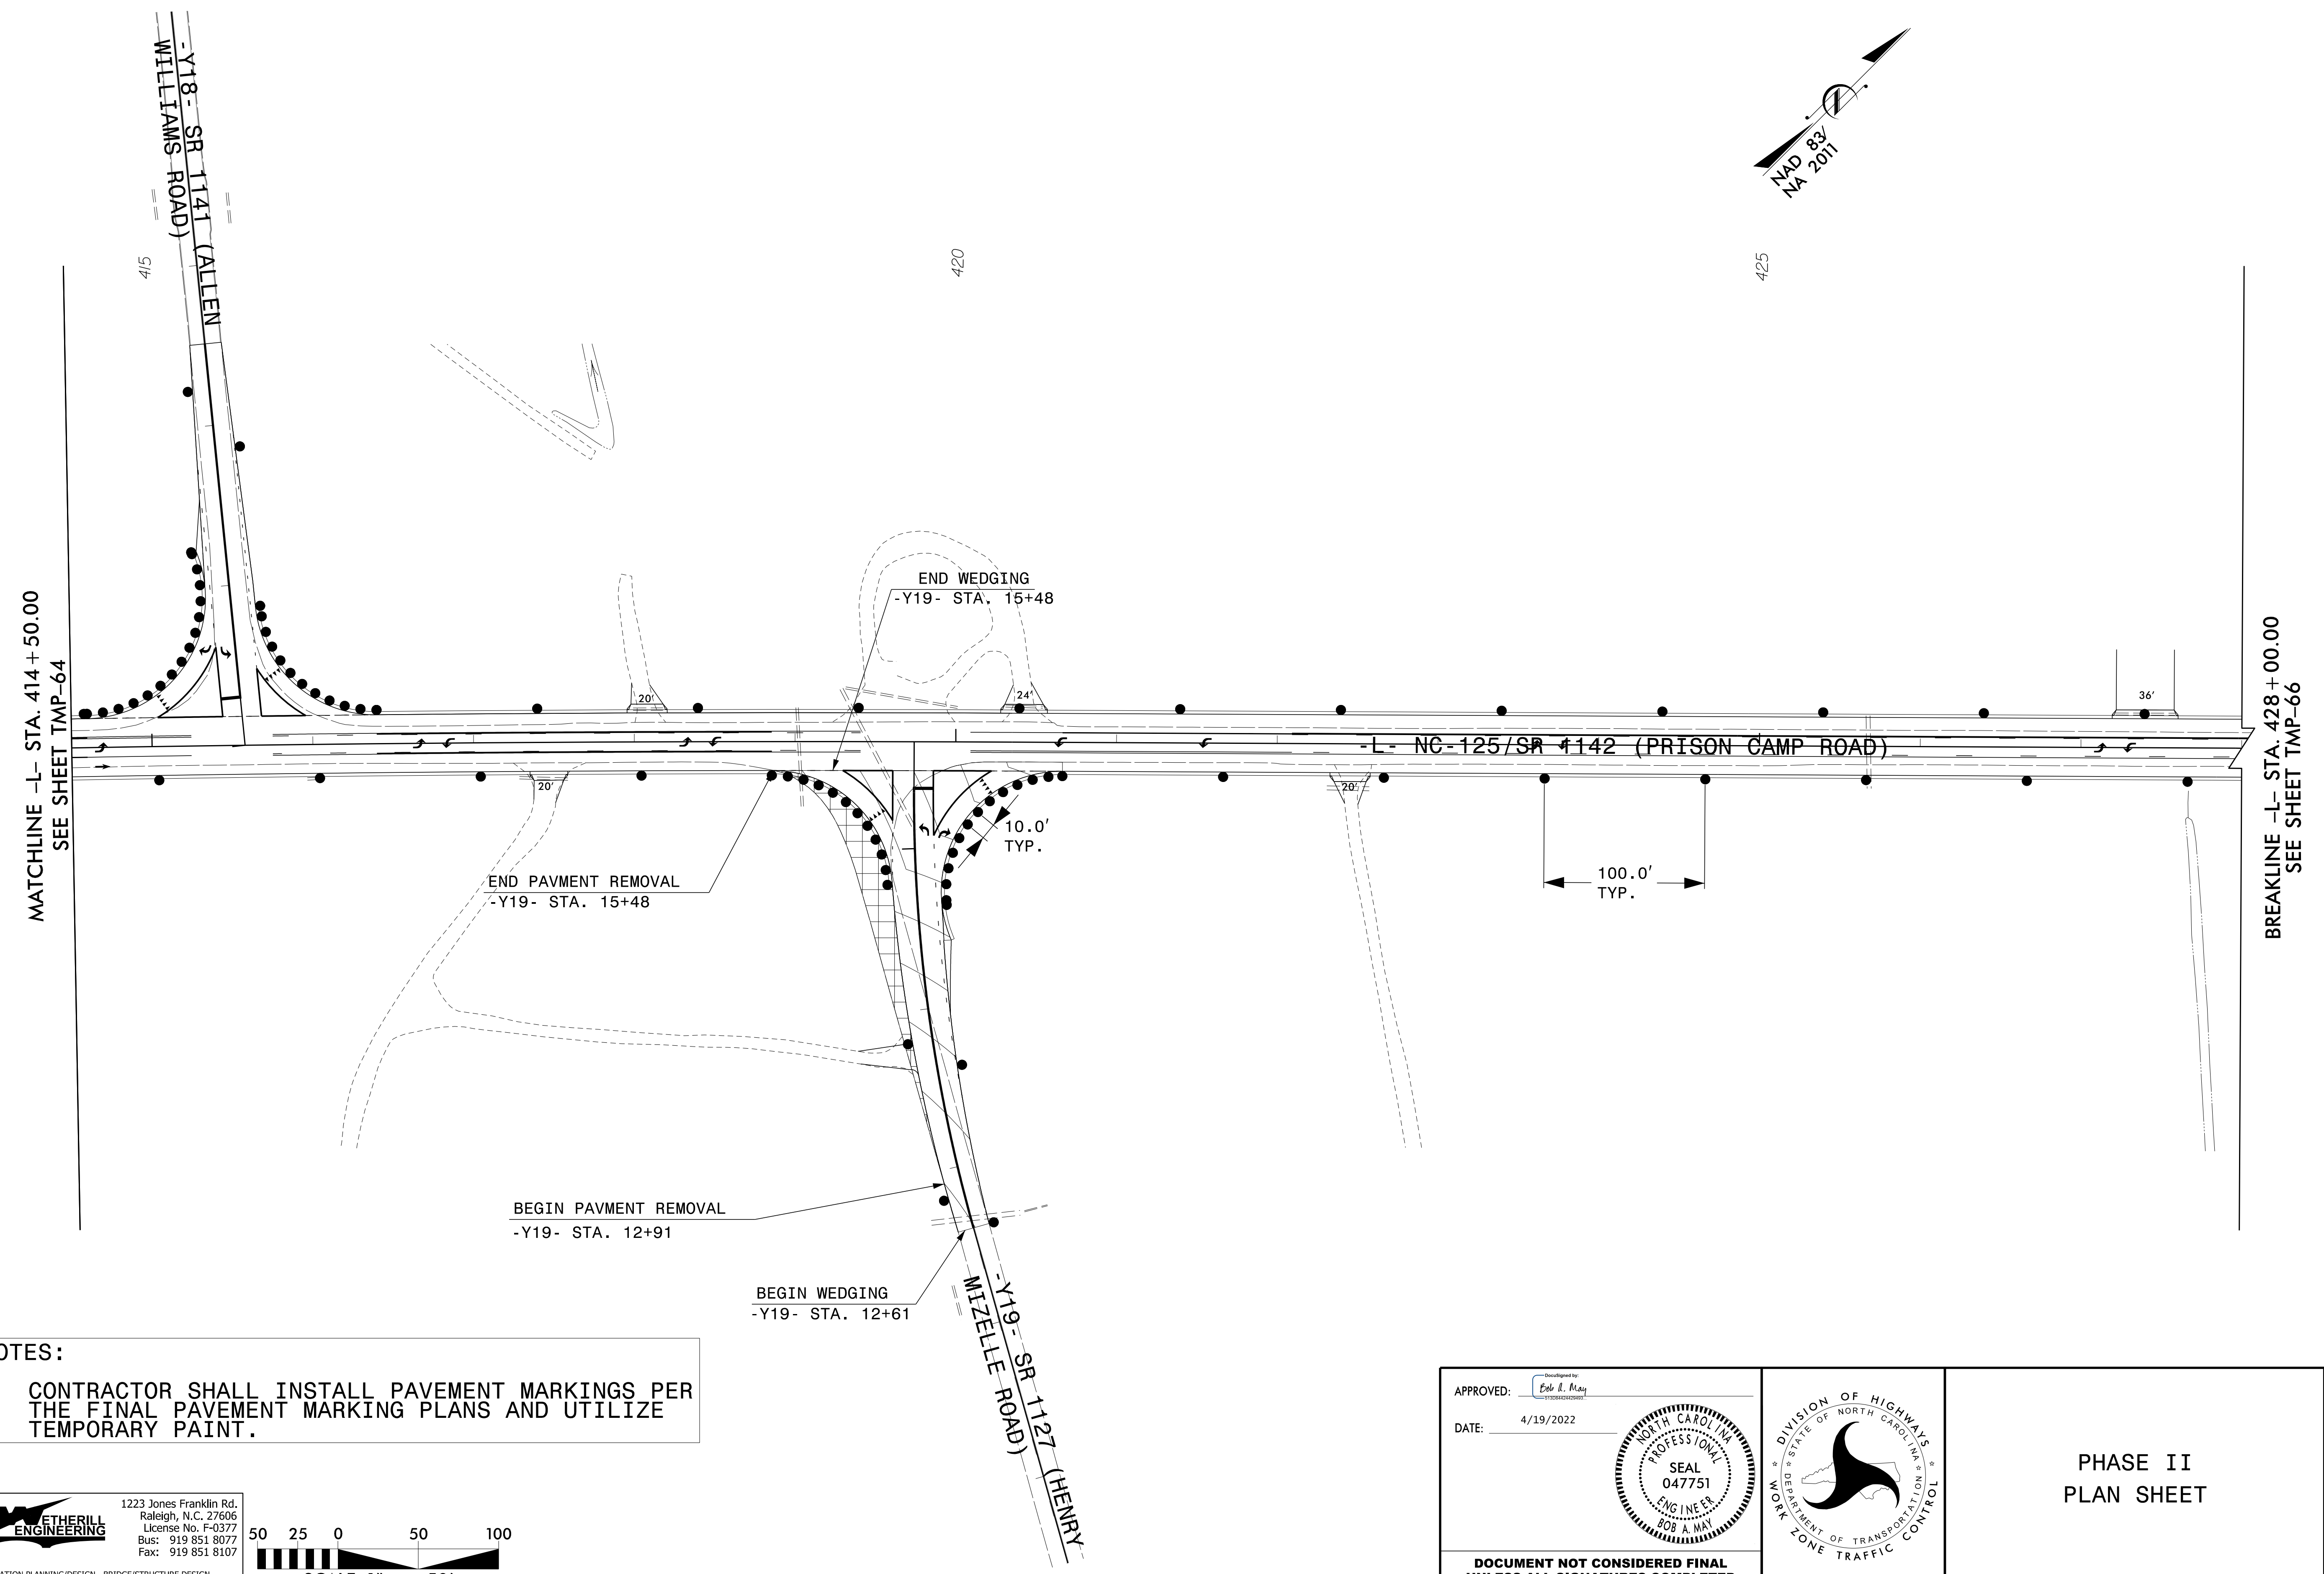 -Y18- SR 1141 (ALLEN
WILLIAMS ROAD)
NAD 83/
NA 2011
415
420
425
MATCHLINE -L- STA. 414+50.00
SEE SHEET TMP-64
BREAKLINE -L- STA. 428+00.00
SEE SHEET TMP-66
END WEDGING
-Y19- STA. 15+48
20'
24'
36'
-L- NC-125/SR 1142 (PRISON CAMP ROAD)
20'
20'
10.0'
TYP.
100.0'
TYP.
END PAVMENT REMOVAL
-Y19- STA. 15+48
BEGIN PAVMENT REMOVAL
-Y19- STA. 12+91
BEGIN WEDGING
-Y19- STA. 12+61
-Y19- SR 1127 (HENRY
MIZELLE ROAD)
OTES:
CONTRACTOR SHALL INSTALL PAVEMENT MARKINGS PER
THE FINAL PAVEMENT MARKING PLANS AND UTILIZE
TEMPORARY PAINT.
ETHERILL
ENGINEERING
1223 Jones Franklin Rd.
Raleigh, N.C. 27606
License No. F-0377
Bus: 919 851 8077
Fax: 919 851 8107
50 25 0 50 100
APPROVED:
DocuSigned by:
Bob A. May
DATE: 4/19/2022
NORTH CAROLINA
PROFESSIONAL
SEAL
047751
ENGINEER
BOB A. MAY
DOCUMENT NOT CONSIDERED FINAL
DIVISION OF HIGHWAYS
STATE OF NORTH CAROLINA
DEPARTMENT OF TRANSPORTATION
WORK ZONE TRAFFIC CONTROL
PHASE II
PLAN SHEET